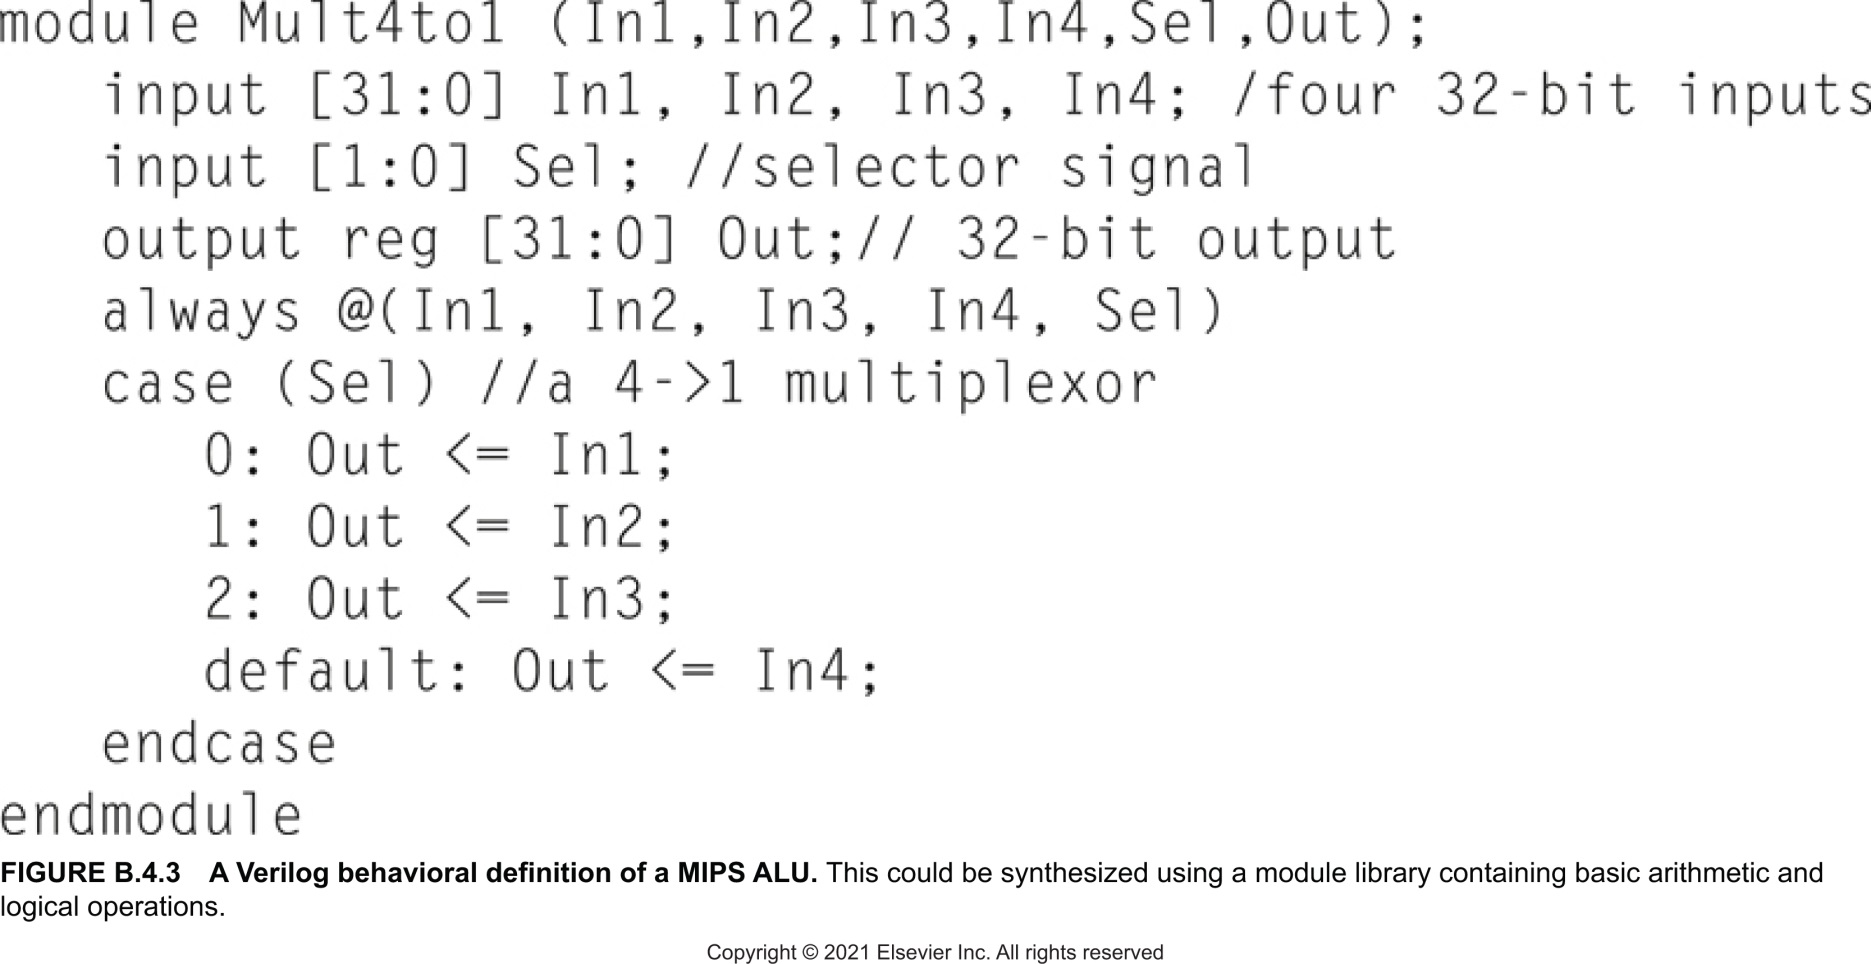 module Mult4to1 (In1,In2,In3,In4,Sel,Out);
input [31:0] In1, In2, In3, In4; /four 32-bit inputs
input [1:0] Sel; //selector signal
output reg [31:0] Out;// 32-bit output
always @(In1, In2, In3, In4, Sel)
case (Sel) //a 4->1 multiplexor
0: Out <= In1;
1: Out <= In2;
2: Out <= In3;
default: Out <= In4;
endcase
endmodule
FIGURE B.4.3 A Verilog behavioral definition of a MIPS ALU. This could be synthesized using a module library containing basic arithmetic and
logical operations.
Copyright © 2021 Elsevier Inc. All rights reserved